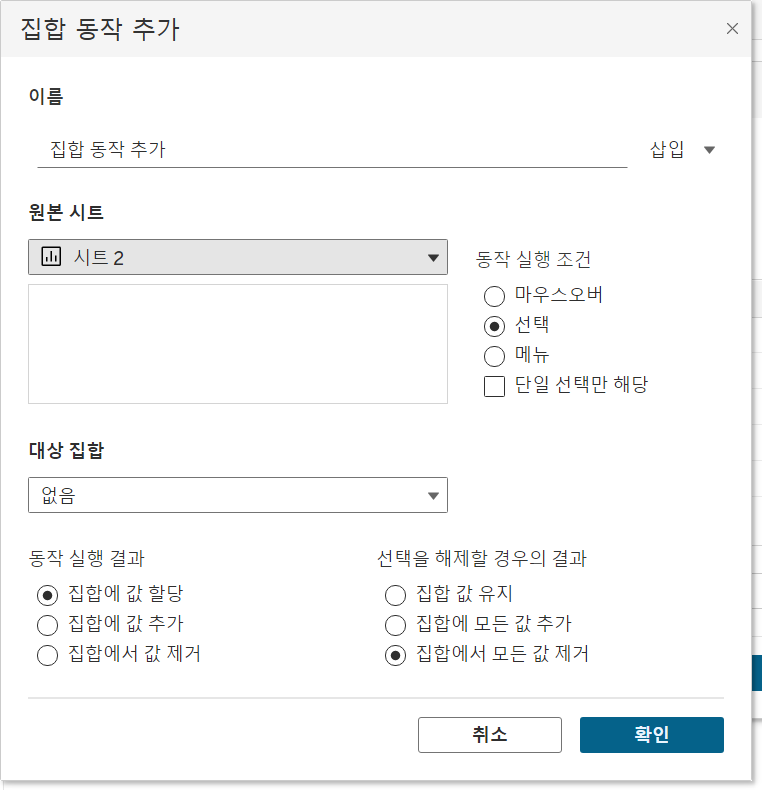 집합 동작 추가
이름
집합 동작 추가
삽입
원본 시트
시트 2
동작 실행 조건
마우스오버
선택
메뉴
단일 선택만 해당
대상 집합
없음
동작 실행 결과
집합에 값 할당
집합에 값 추가
집합에서 값 제거
선택을 해제할 경우의 결과
집합 값 유지
집합에 모든 값 추가
집합에서 모든 값 제거
취소
확인